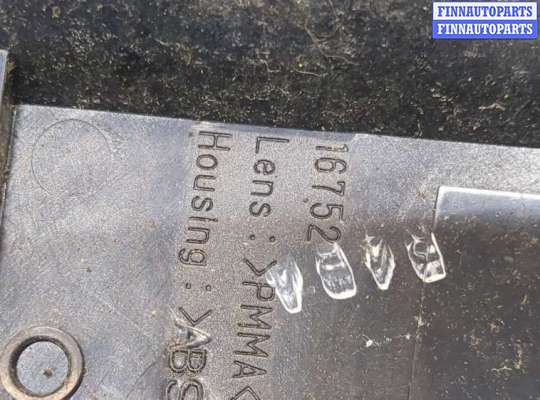 FINNAUTOPARTS
FINNAUTOPARTS
16752
Lens: >PMMA<
Housing: >ABS